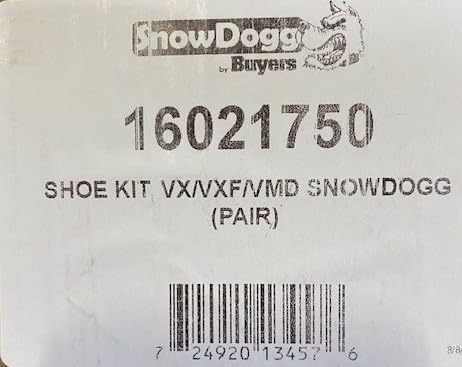 SnowDogg
by Buyers
16021750
SHOE KIT VX/VXF/VMD SNOWDOGG
(PAIR)
7 24920 13457 6